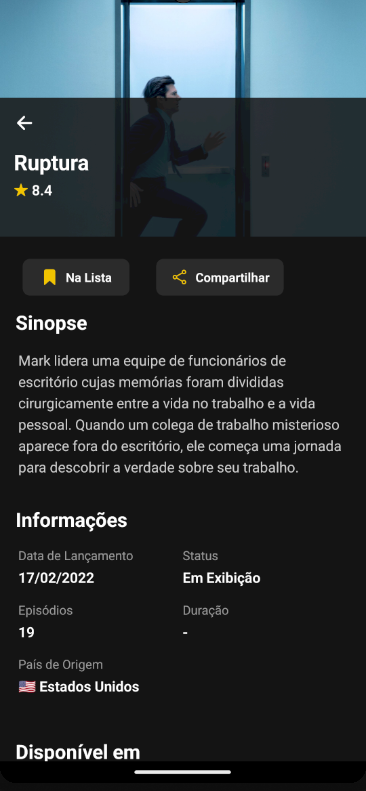 Ruptura
8.4
Na Lista
Compartilhar
Sinopse
Mark lidera uma equipe de funcionários de
escritório cujas memórias foram divididas
cirurgicamente entre a vida no trabalho e a vida
pessoal. Quando um colega de trabalho misterioso
aparece fora do escritório, ele começa uma jornada
para descobrir a verdade sobre seu trabalho.
Informações
Data de Lançamento
Status
17/02/2022
Em Exibição
Episódios
Duração
19
-
País de Origem
🇺🇸 Estados Unidos
Disponível em